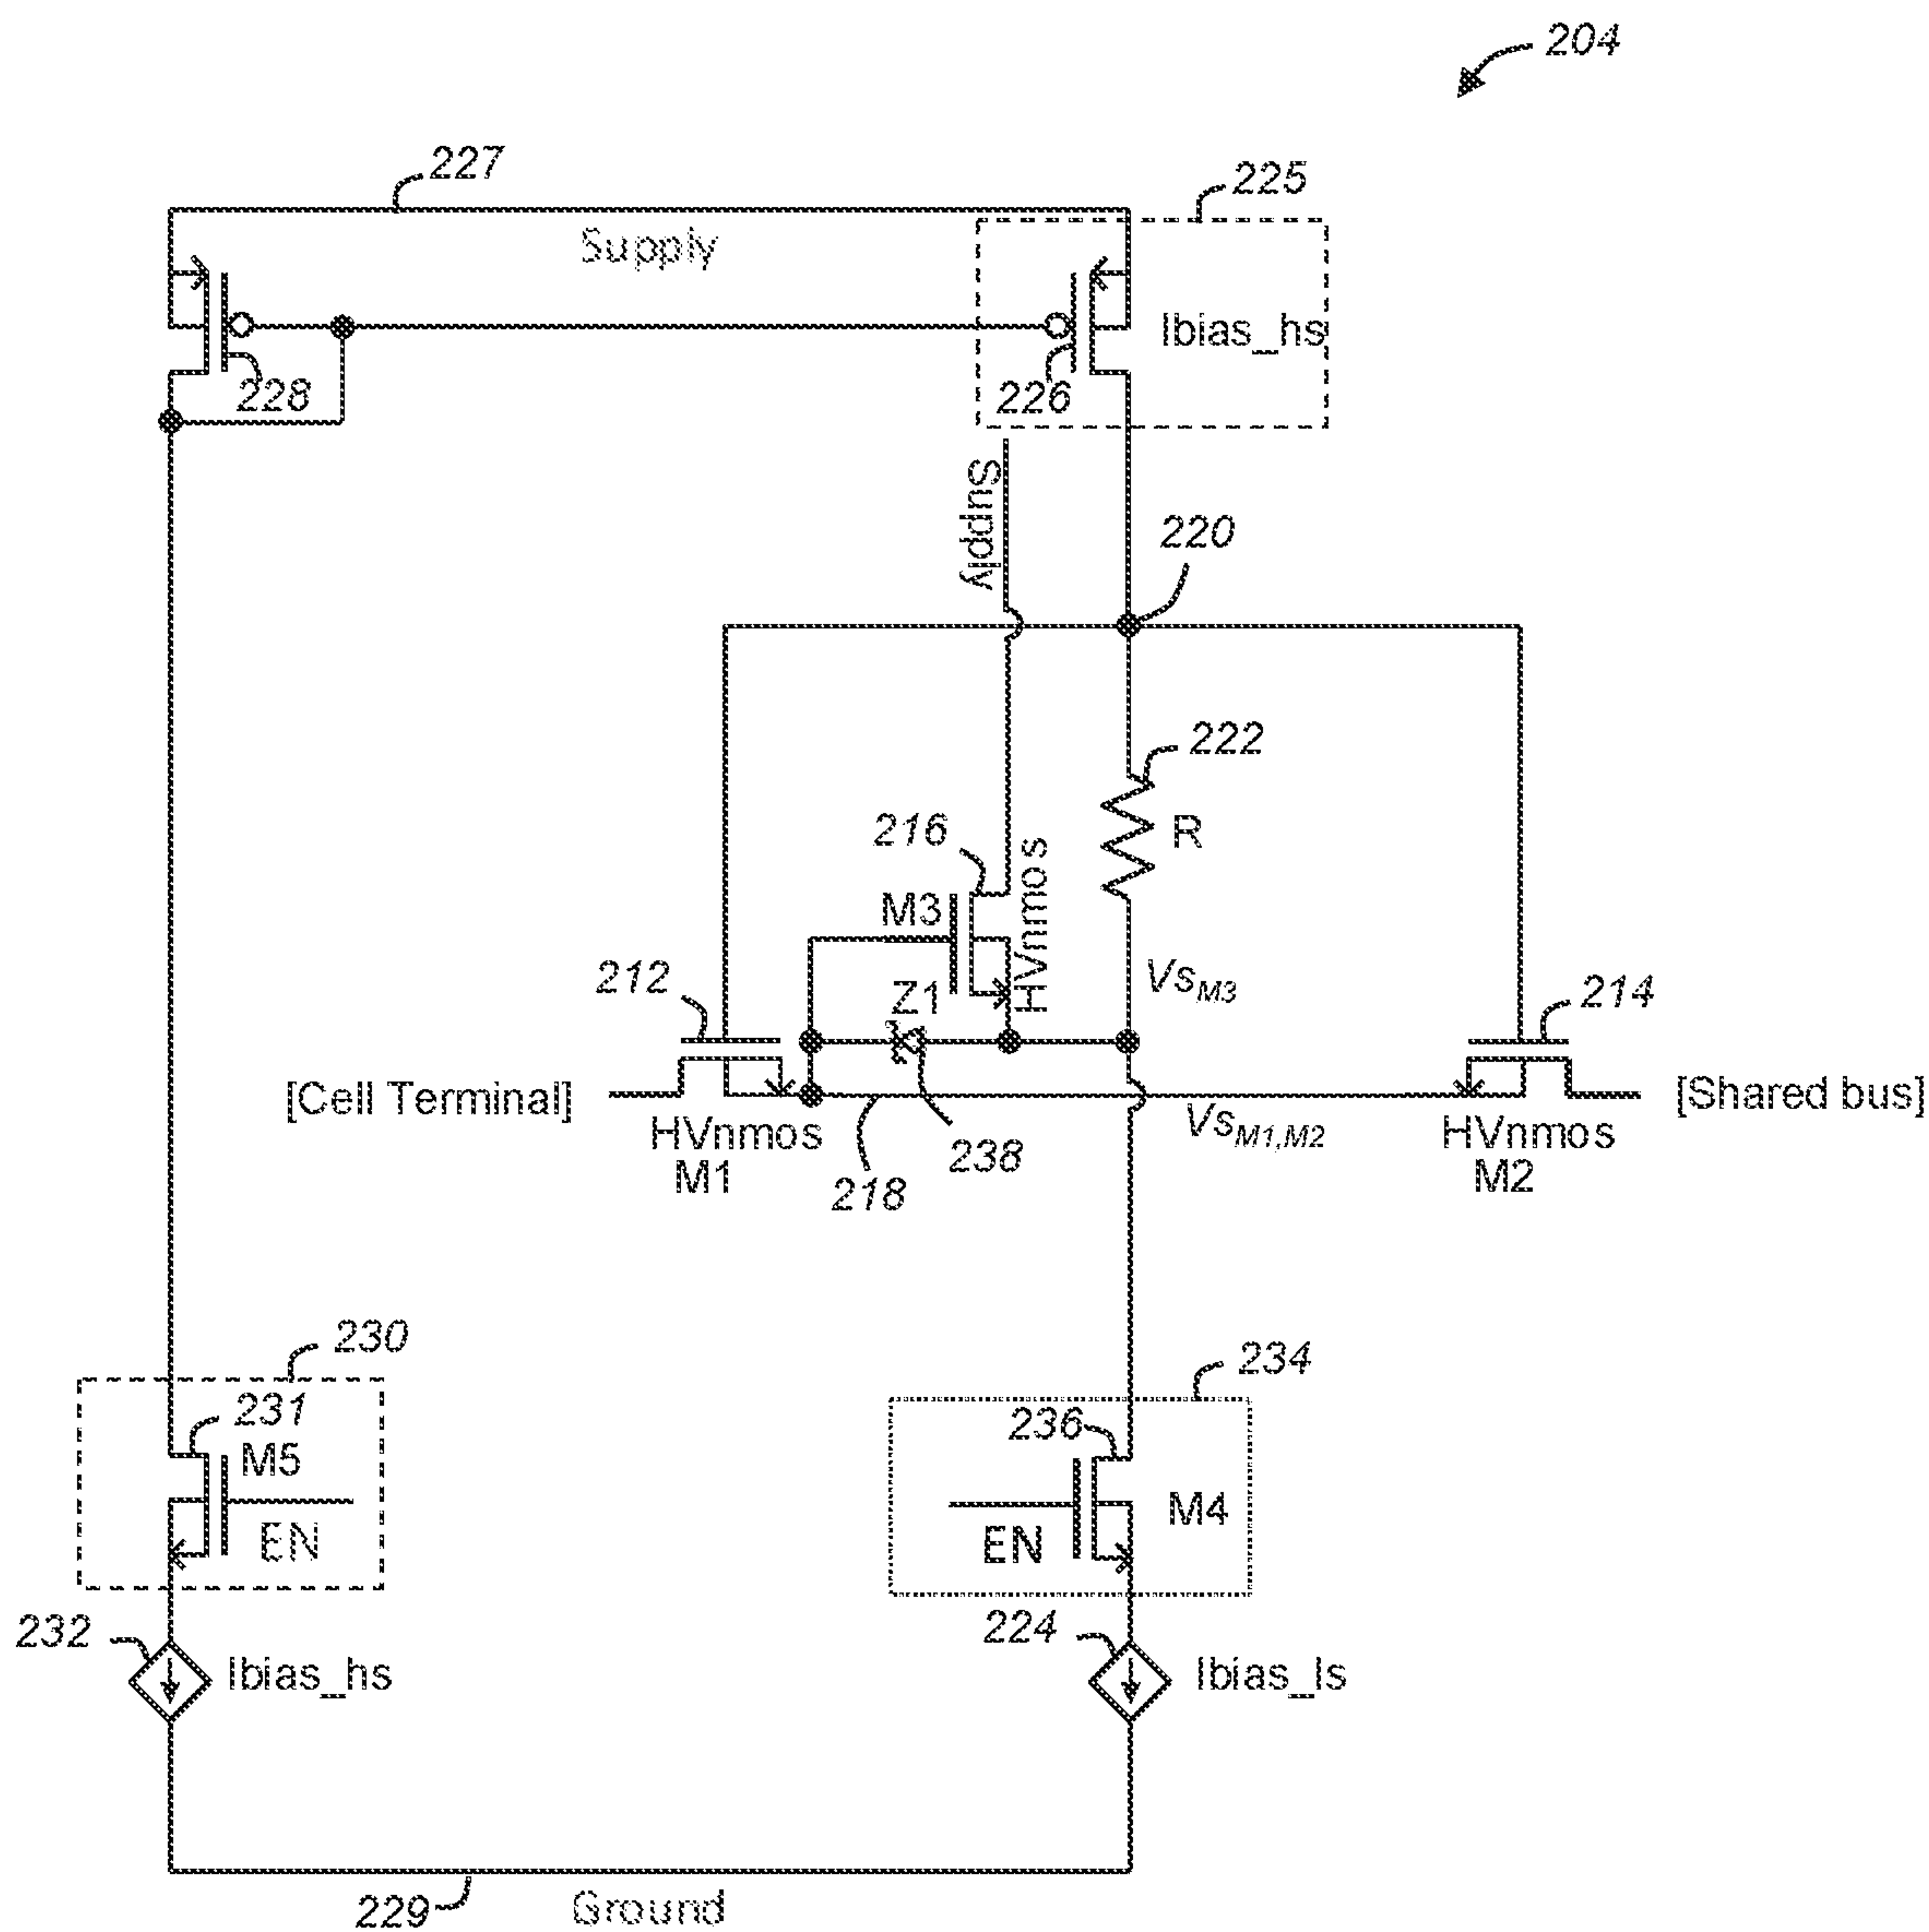 204
227
225
Supply
Ibias_hs
228
226
Supply
220
222
R
216
M3
HVnmos
212
Z1
VsM3
214
[Cell Terminal]
[Shared bus]
HVnmos
M1
238
218
VsM1,M2
HVnmos
M2
230
234
231
M5
EN
236
M4
EN
232
Ibias_hs
224
Ibias_ls
229
Ground